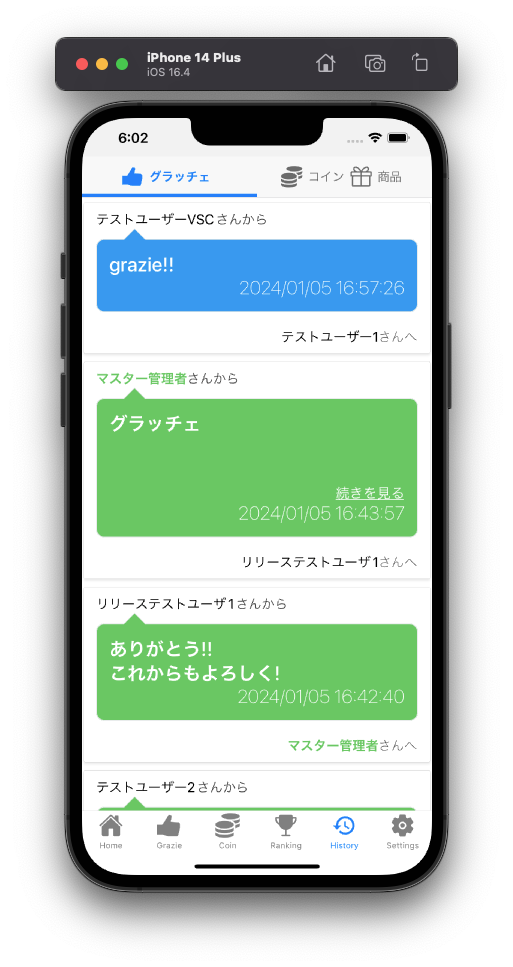 iPhone 14 Plus
iOS 16.4
6:02
グラッチェ コイン 商品
テストユーザーVSCさんから
grazie!!
2024/01/05 16:57:26
テストユーザー1さんへ
マスター管理者さんから
グラッチェ
続きを見る
2024/01/05 16:43:57
リリーステストユーザ1さんへ
リリーステストユーザ1さんから
ありがとう!!
これからもよろしく!
2024/01/05 16:42:40
マスター管理者さんへ
テストユーザー2さんから
Home Grazie Coin Ranking History Settings